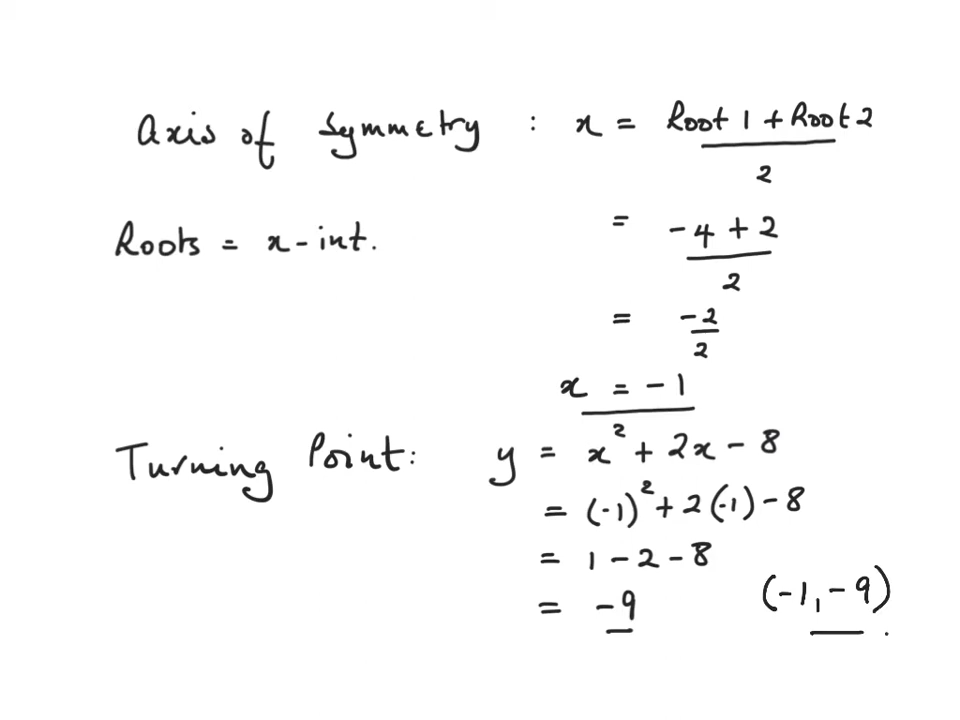 Axis of Symmetry : x = Root 1 + Root 2
2
Roots = x-int.
= -4 + 2
2
= -2
2
x = -1
Turning Point: y = x² + 2x - 8
= (-1)² + 2(-1) - 8
= 1 - 2 - 8
= -9 (-1, -9)